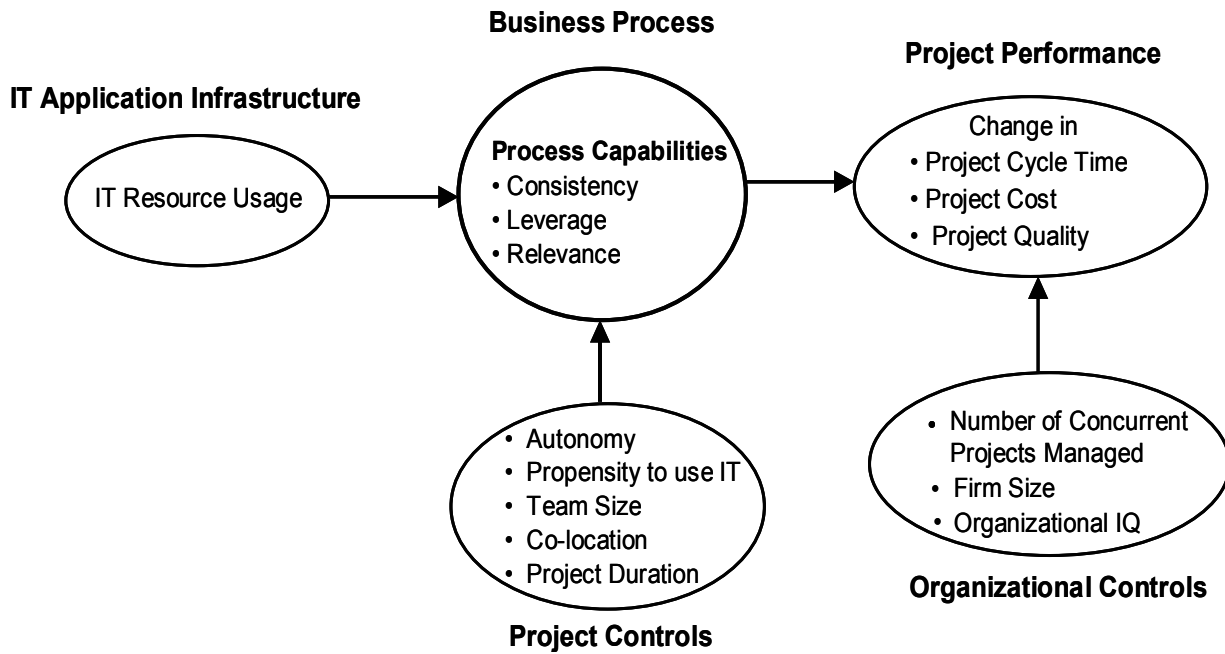 Business Process
Project Performance
IT Application Infrastructure
IT Resource Usage
Process Capabilities
• Consistency
• Leverage
• Relevance
Change in
• Project Cycle Time
• Project Cost
• Project Quality
• Autonomy
• Propensity to use IT
• Team Size
• Co-location
• Project Duration
Project Controls
• Number of Concurrent
Projects Managed
• Firm Size
• Organizational IQ
Organizational Controls